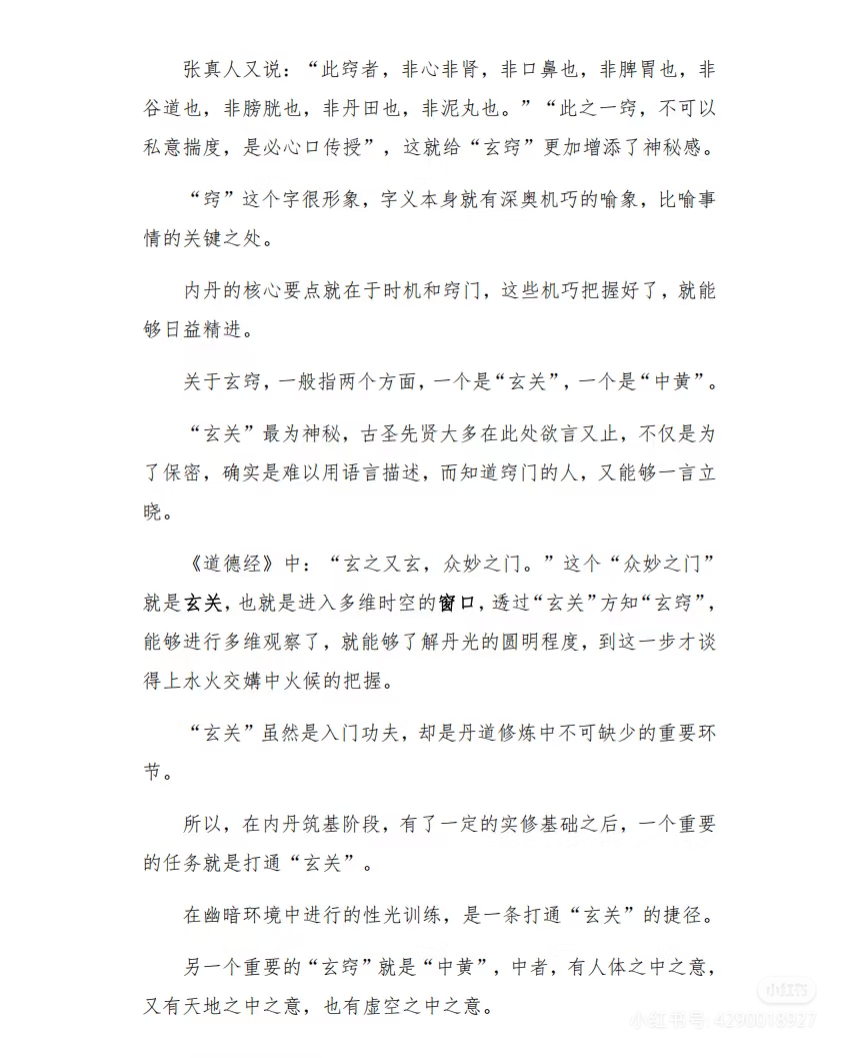 张真人又说：“此窍者，非心非肾，非口鼻也，非脾胃也，非
谷道也，非膀胱也，非丹田也，非泥丸也。”“此之一窍，不可以
私意揣度，是必心口传授”，这就给“玄窍”更加增添了神秘感。
“窍”这个字很形象，字义本身就有深奥机巧的喻象，比喻事
情的关键之处。
内丹的核心要点就在于时机和窍门，这些机巧把握好了，就能
够日益精进。
关于玄窍，一般指两个方面，一个是“玄关”，一个是“中黄”。
“玄关”最为神秘，古圣先贤大多在此处欲言又止，不仅是为
了保密，确实是难以用语言描述，而知道窍门的人，又能够一言立
晓。
《道德经》中：“玄之又玄，众妙之门。”这个“众妙之门”
就是玄关，也就是进入多维时空的窗口，透过“玄关”方知“玄窍”，
能够进行多维观察了，就能够了解丹光的圆明程度，到这一步才谈
得上水火交媾中火候的把握。
“玄关”虽然是入门功夫，却是丹道修炼中不可缺少的重要环
节。
所以，在内丹筑基阶段，有了一定的实修基础之后，一个重要
的任务就是打通“玄关”。
在幽暗环境中进行的性光训练，是一条打通“玄关”的捷径。
另一个重要的“玄窍”就是“中黄”，中者，有人体之中之意，
又有天地之中之意，也有虚空之中之意。
小红书
小红书号: 4290018927